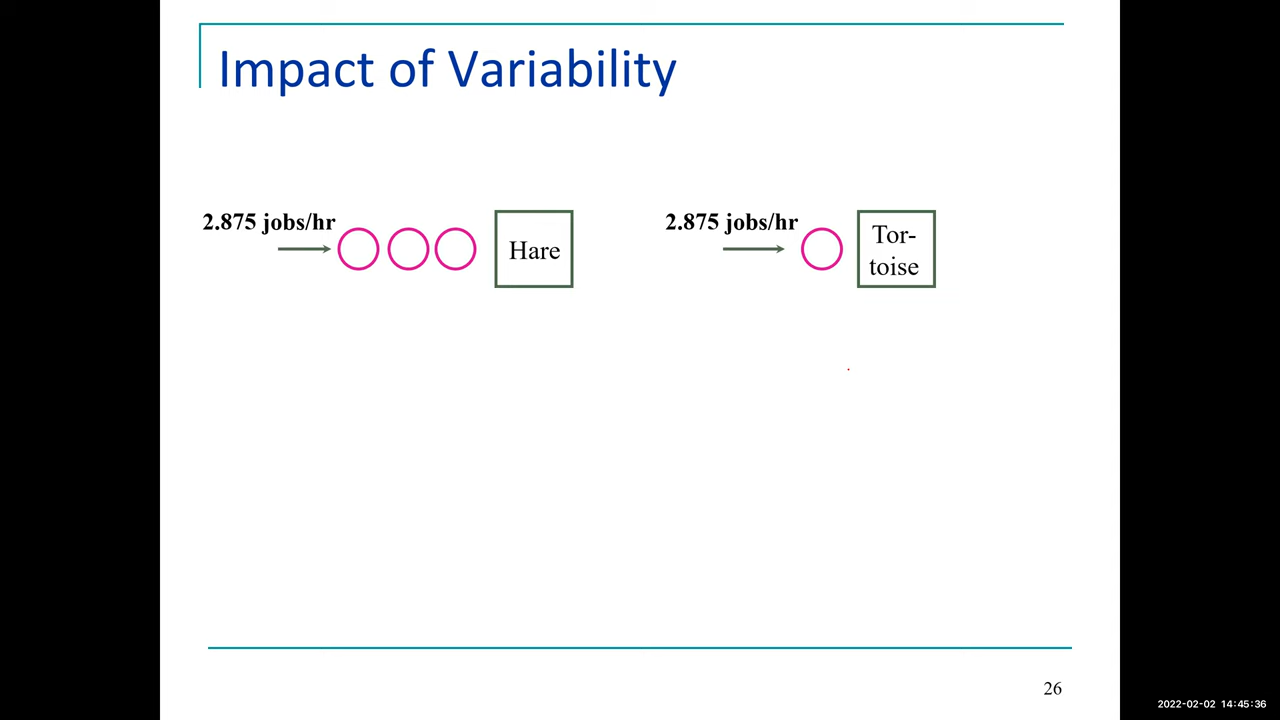 Impact of Variability
2.875 jobs/hr
Hare
2.875 jobs/hr
Tor-
toise
26
2022-02-02 14:45:36